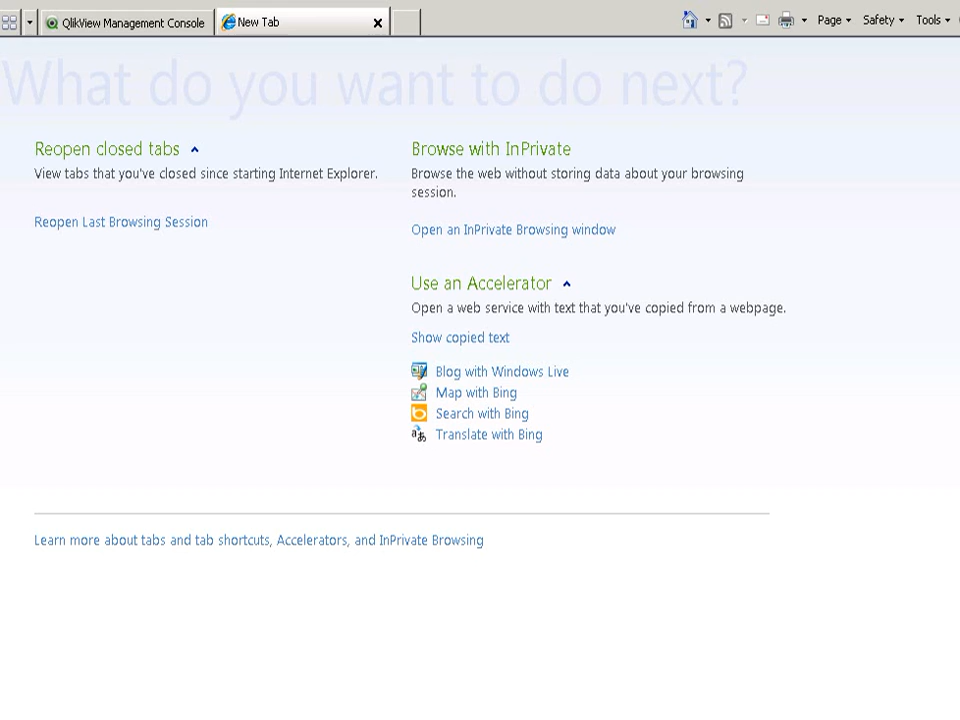 QlikView Management Console
New Tab
Page
Safety
Tools
What do you want to do next?
Reopen closed tabs
View tabs that you've closed since starting Internet Explorer.
Reopen Last Browsing Session
Browse with InPrivate
Browse the web without storing data about your browsing
session.
Open an InPrivate Browsing window
Use an Accelerator
Open a web service with text that you've copied from a webpage.
Show copied text
Blog with Windows Live
Map with Bing
Search with Bing
Translate with Bing
Learn more about tabs and tab shortcuts, Accelerators, and InPrivate Browsing